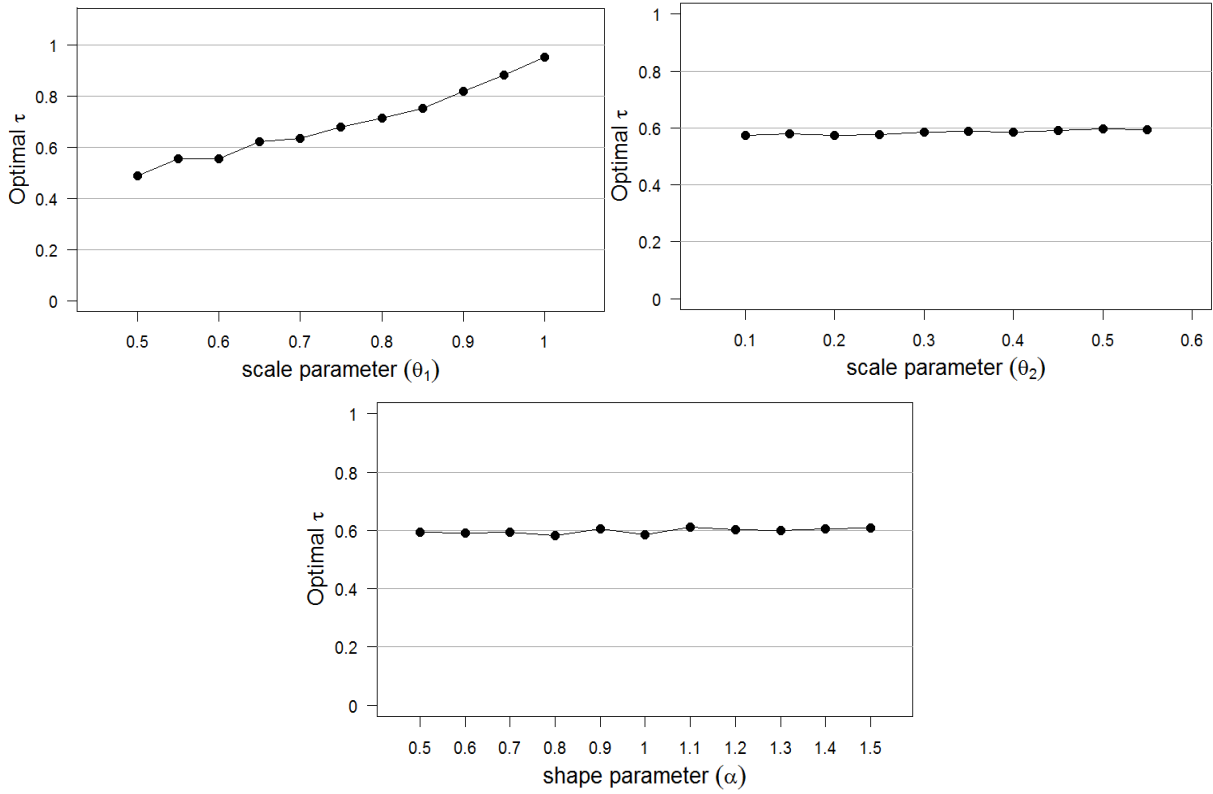 Optimal τ
1
0.8
0.6
0.4
0.2
0
0.5 0.6 0.7 0.8 0.9 1
scale parameter (θ₁)
Optimal τ
1
0.8
0.6
0.4
0.2
0
0.1 0.2 0.3 0.4 0.5 0.6
scale parameter (θ₂)
Optimal τ
1
0.8
0.6
0.4
0.2
0
0.5 0.6 0.7 0.8 0.9 1 1.1 1.2 1.3 1.4 1.5
shape parameter (α)